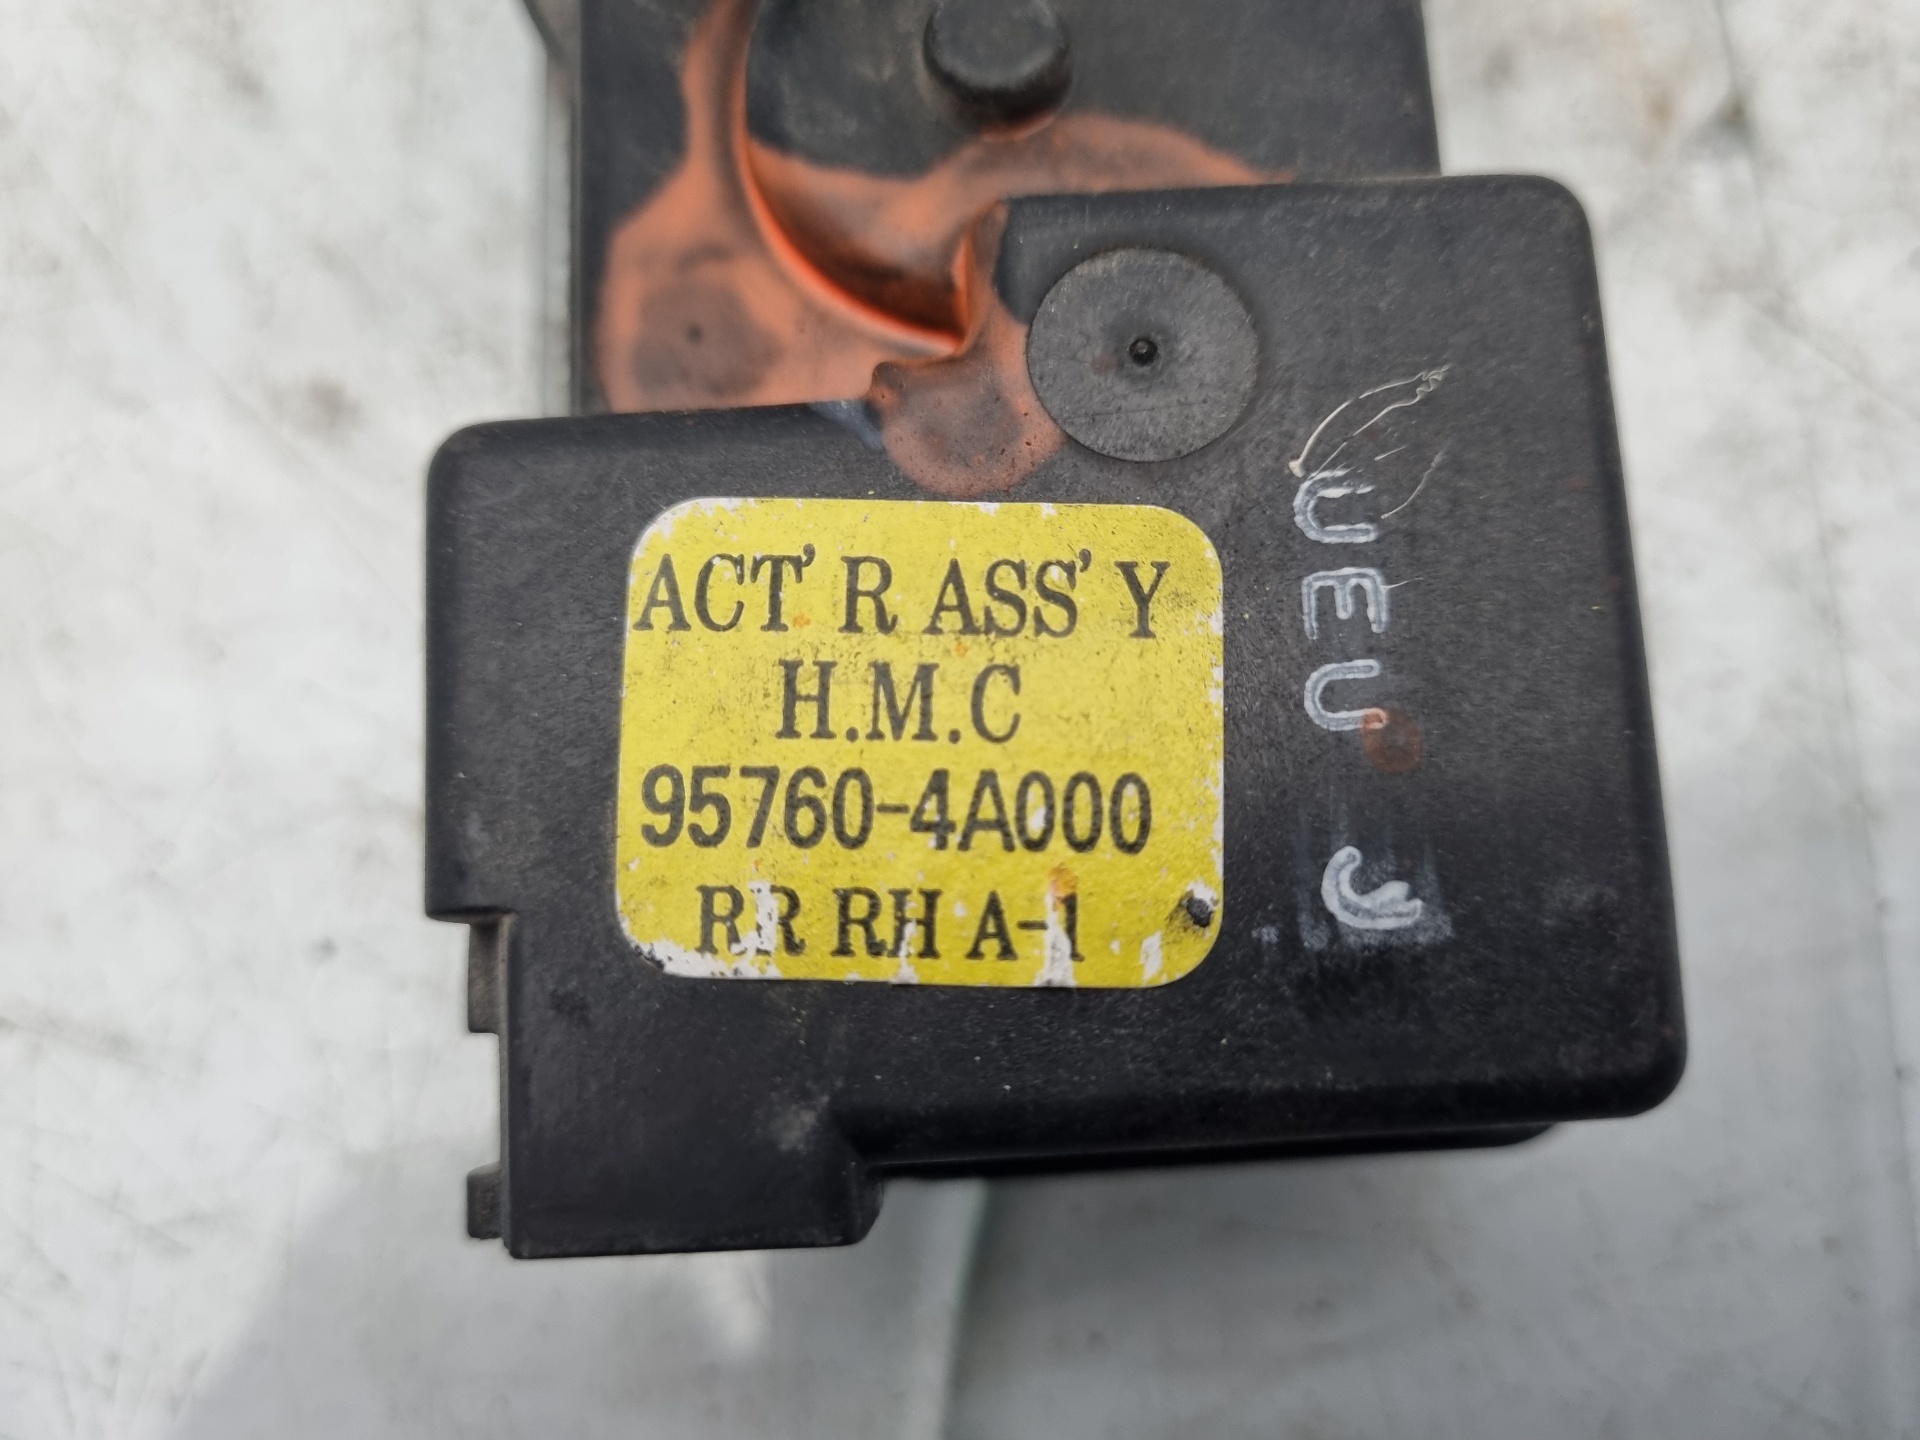 ACT' R ASS' Y
H.M.C
95760-4A000
RR RH A-1